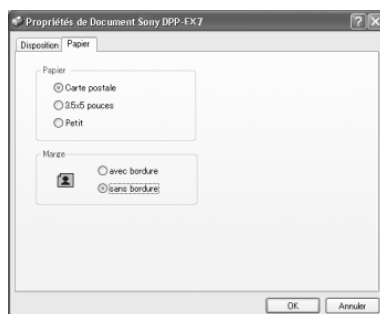 Propriétés de Document Sony DPP-EX7
Disposition Papier
Papier
Carte postale
3.5x5 pouces
Petit
Marge
avec bordure
sans bordure
OK Annuler